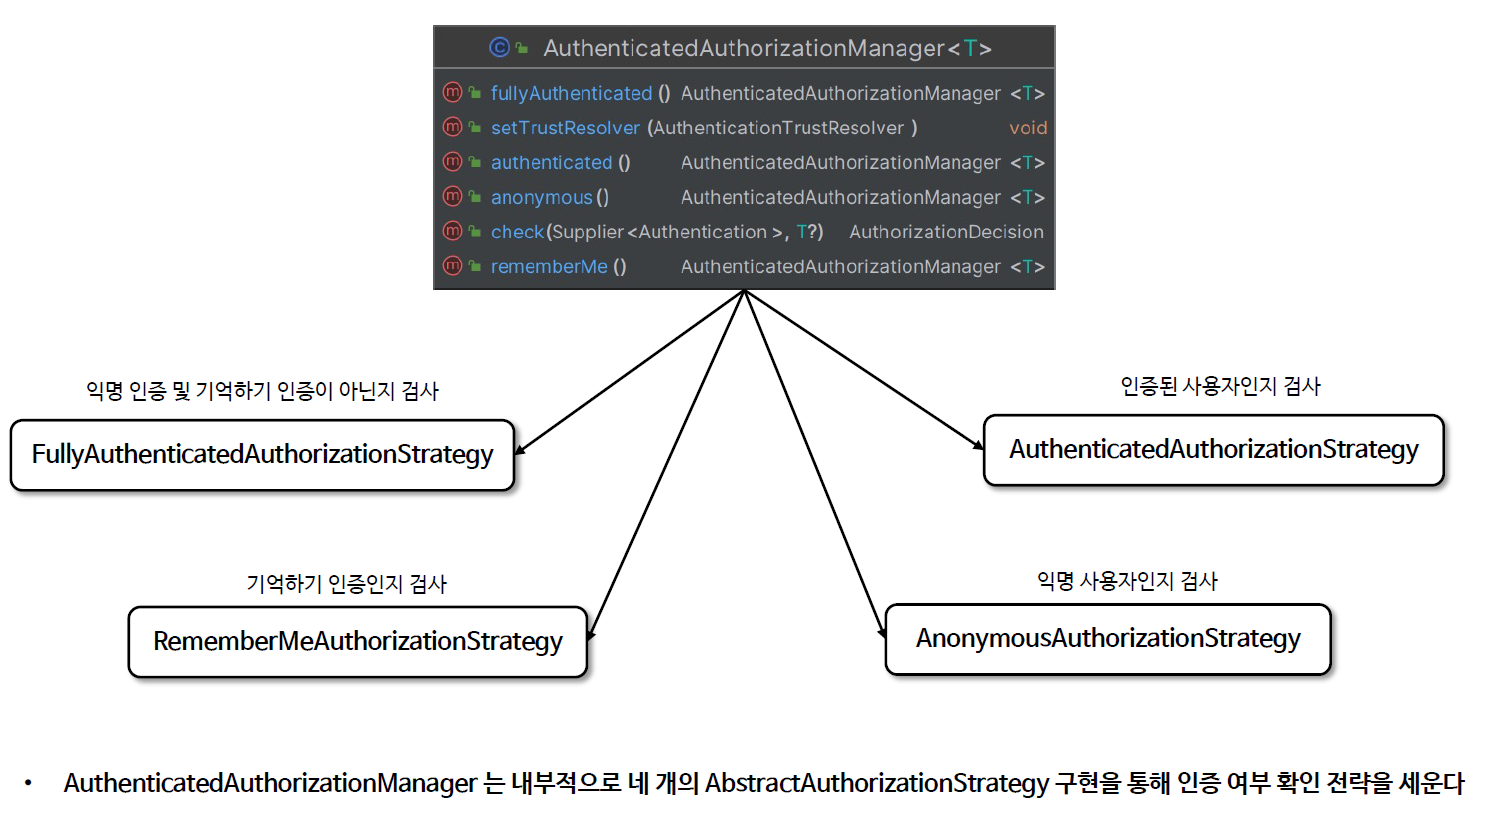 AuthenticatedAuthorizationManager<T>
fullyAuthenticated () AuthenticatedAuthorizationManager <T>
setTrustResolver (AuthenticationTrustResolver ) void
authenticated () AuthenticatedAuthorizationManager <T>
anonymous () AuthenticatedAuthorizationManager <T>
check(Supplier<Authentication >, T?) AuthorizationDecision
rememberMe () AuthenticatedAuthorizationManager <T>
익명 인증 및 기억하기 인증이 아닌지 검사
FullyAuthenticatedAuthorizationStrategy
인증된 사용자인지 검사
AuthenticatedAuthorizationStrategy
기억하기 인증인지 검사
RememberMeAuthorizationStrategy
익명 사용자인지 검사
AnonymousAuthorizationStrategy
• AuthenticatedAuthorizationManager 는 내부적으로 네 개의 AbstractAuthorizationStrategy 구현을 통해 인증 여부 확인 전략을 세운다